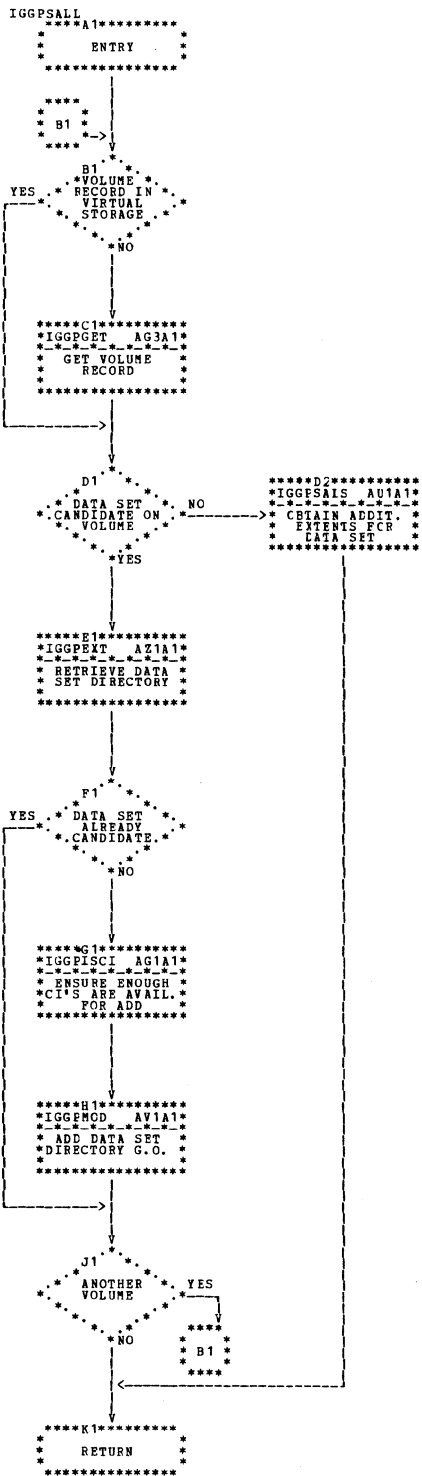 IGGPSALL
A1
ENTRY
B1
B1
VOLUME
YES RECORD IN
VIRTUAL
STORAGE
NO
C1
IGGPGET AG3A1
GET VOLUME
RECORD
D1
DATA SET NO
CANDIDATE ON
VOLUME
YES
D2
IGGPSALS AU1A1
CBTAIN ADDIT.
EXTENTS FCR
CATA SET
E1
IGGPEXT AZ1A1
RETRIEVE DATA
SET DIRECTORY
F1
YES DATA SET
ALREADY
CANDIDATE
NO
G1
IGGPISCI AG1A1
ENSURE ENOUGH
CI'S ARE AVAIL.
FOR ADD
H1
IGGPMOD AV1A1
ADD DATA SET
DIRECTORY G.O.
J1
ANOTHER YES
VOLUME
NO
B1
K1
RETURN